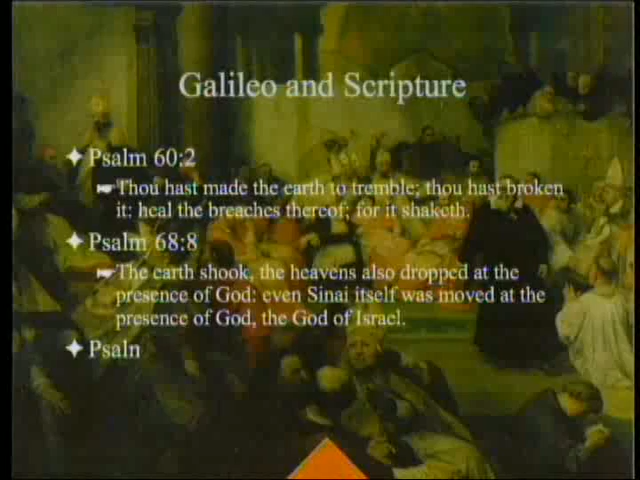 Galileo and Scripture
Psalm 60:2
Thou hast made the earth to tremble; thou hast broken
it: heal the breaches thereof; for it shaketh.
Psalm 68:8
The earth shook, the heavens also dropped at the
presence of God: even Sinai itself was moved at the
presence of God, the God of Israel.
Psaln